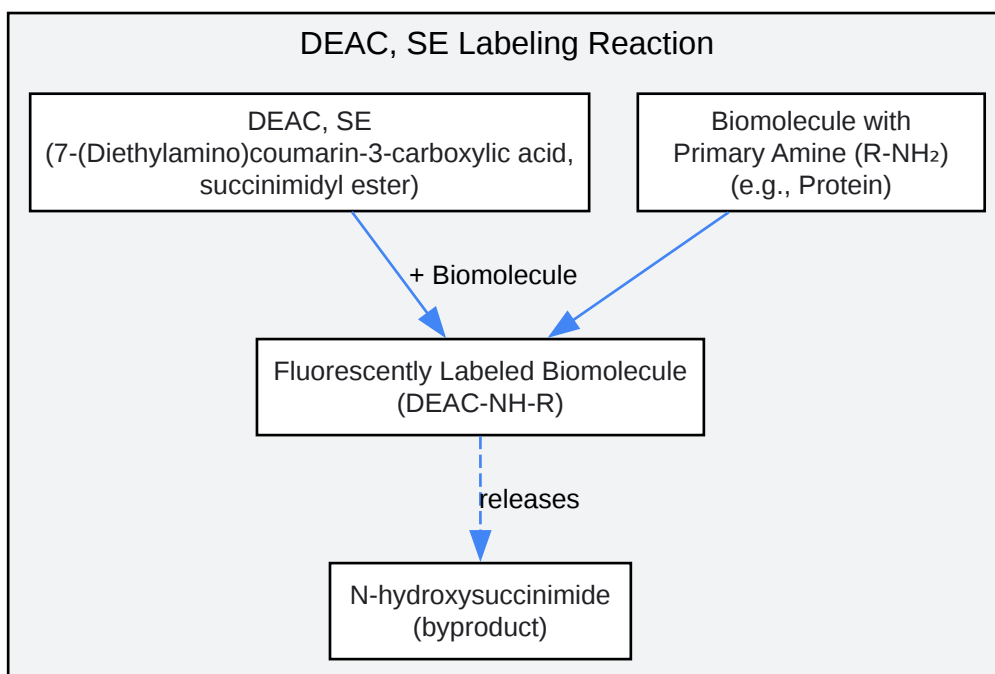 DEAC, SE Labeling Reaction
DEAC, SE
(7-(Diethylamino)coumarin-3-carboxylic acid,
succinimidyl ester)
Biomolecule with
Primary Amine (R-NH₂)
(e.g., Protein)
+ Biomolecule
Fluorescently Labeled Biomolecule
(DEAC-NH-R)
releases
N-hydroxysuccinimide
(byproduct)